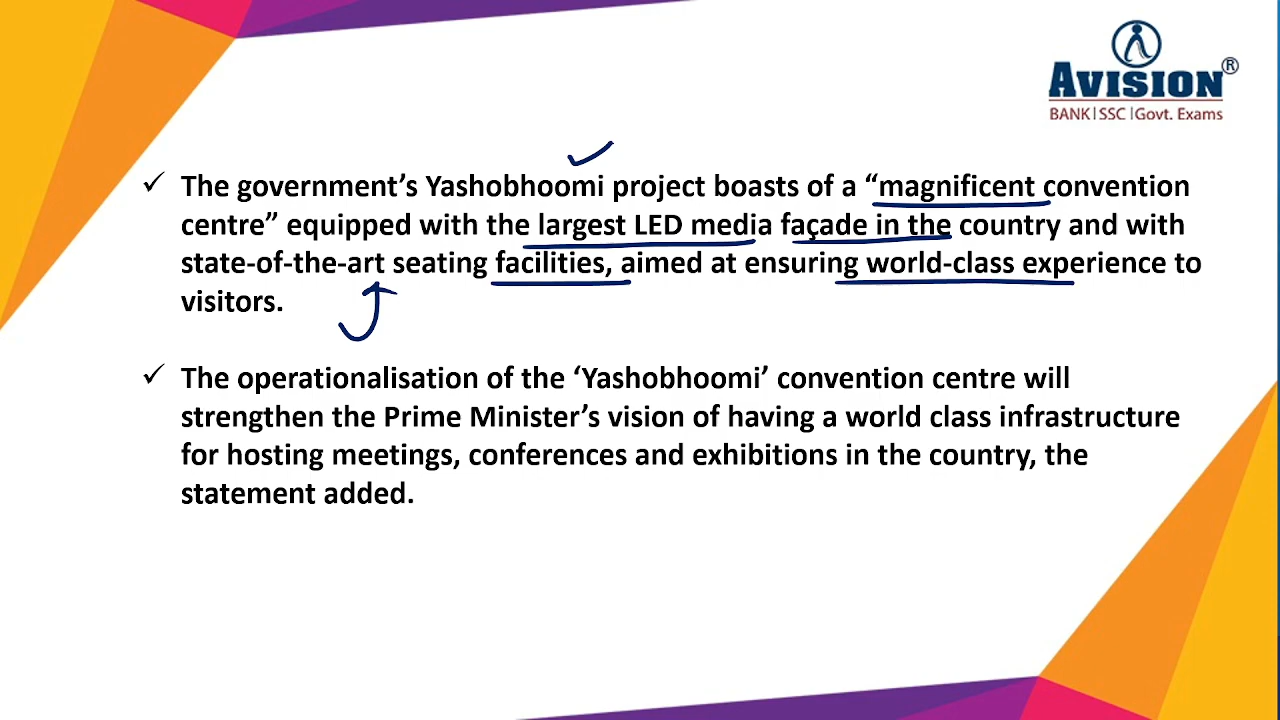 AVISION®
BANK|SSC|Govt. Exams
✓ The government’s Yashobhoomi project boasts of a “magnificent convention
centre” equipped with the largest LED media façade in the country and with
state-of-the-art seating facilities, aimed at ensuring world-class experience to
visitors.
✓ The operationalisation of the ‘Yashobhoomi’ convention centre will
strengthen the Prime Minister’s vision of having a world class infrastructure
for hosting meetings, conferences and exhibitions in the country, the
statement added.